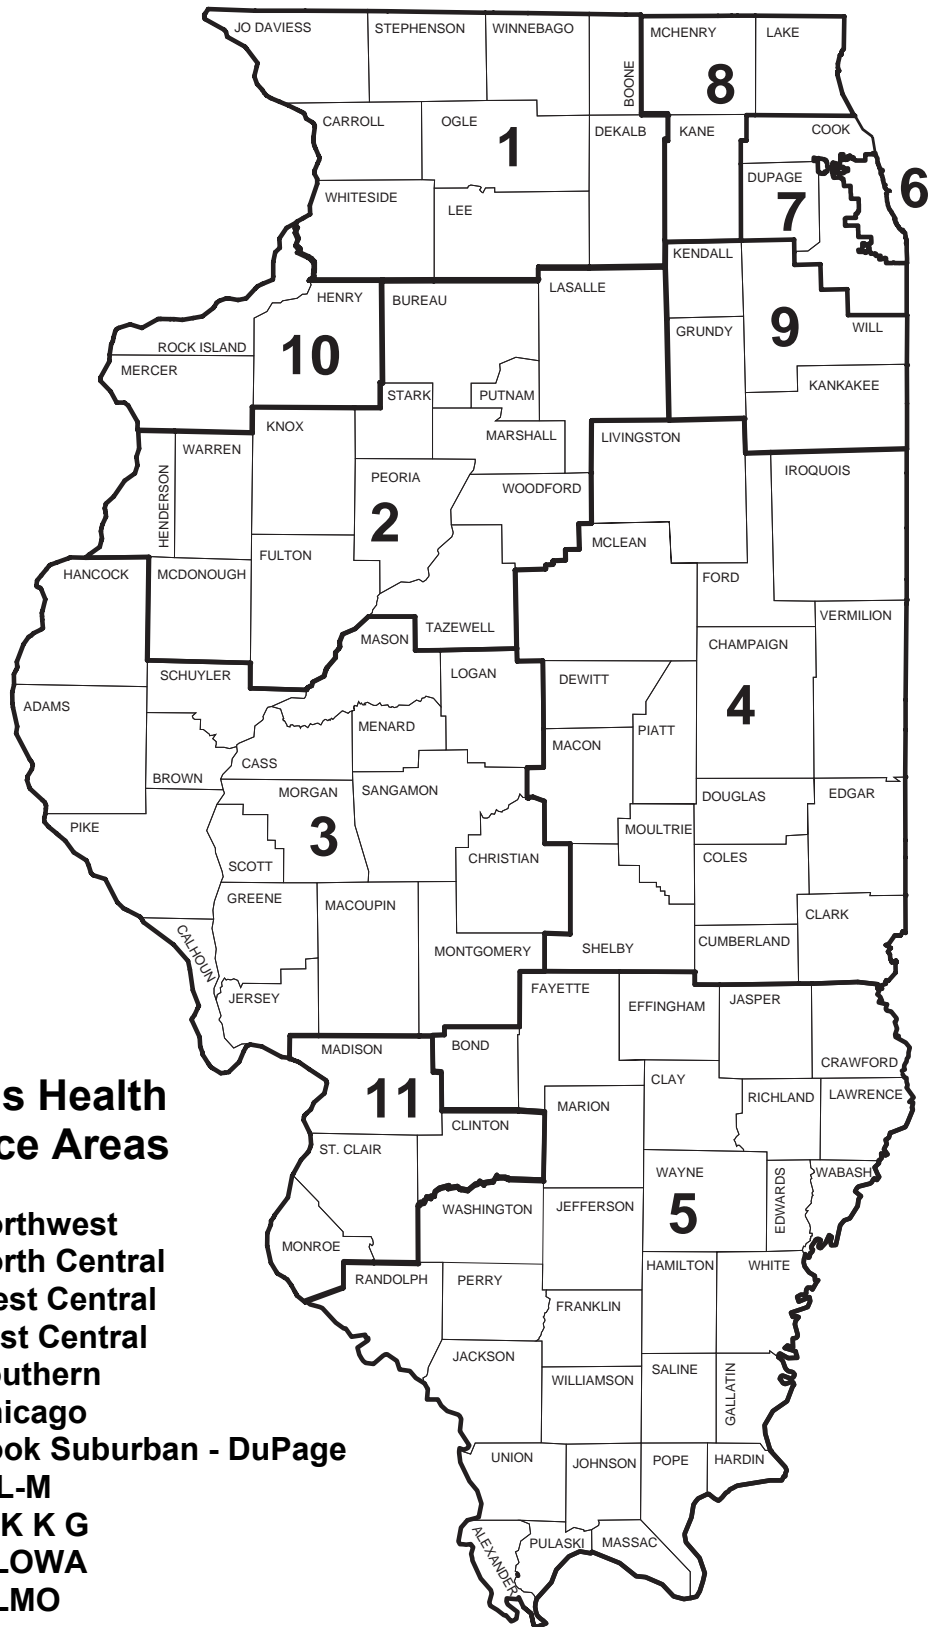 JO DAVIESS
STEPHENSON
WINNEBAGO
BOONE
MCHENRY
LAKE
8
CARROLL
OGLE
1
DEKALB
KANE
COOK
DUPAGE
7
6
WHITESIDE
LEE
KENDALL
HENRY
BUREAU
LASALLE
10
9
GRUNDY
WILL
ROCK ISLAND
MERCER
KANKAKEE
STARK
PUTNAM
KNOX
MARSHALL
LIVINGSTON
WARREN
HENDERSON
PEORIA
2
WOODFORD
IROQUOIS
FULTON
MCLEAN
HANCOCK
MCDONOUGH
FORD
VERMILION
MASON
TAZEWELL
CHAMPAIGN
4
SCHUYLER
LOGAN
DEWITT
ADAMS
MENARD
PIATT
MACON
CASS
BROWN
MORGAN
SANGAMON
DOUGLAS
EDGAR
PIKE
3
MOULTRIE
SCOTT
CHRISTIAN
COLES
GREENE
MACOUPIN
CLARK
CALHOUN
MONTGOMERY
SHELBY
CUMBERLAND
JERSEY
FAYETTE
EFFINGHAM
JASPER
MADISON
BOND
CRAWFORD
11
CLAY
MARION
RICHLAND
LAWRENCE
CLINTON
ST. CLAIR
WAYNE
5
EDWARDS
WABASH
WASHINGTON
JEFFERSON
MONROE
RANDOLPH
PERRY
HAMILTON
WHITE
FRANKLIN
JACKSON
WILLIAMSON
SALINE
GALLATIN
UNION
JOHNSON
POPE
HARDIN
ALEXANDER
PULASKI
MASSAC
s Health
ce Areas
orthwest
orth Central
est Central
st Central
outhern
hicago
ook Suburban - DuPage
L-M
K K G
LOWA
LMO